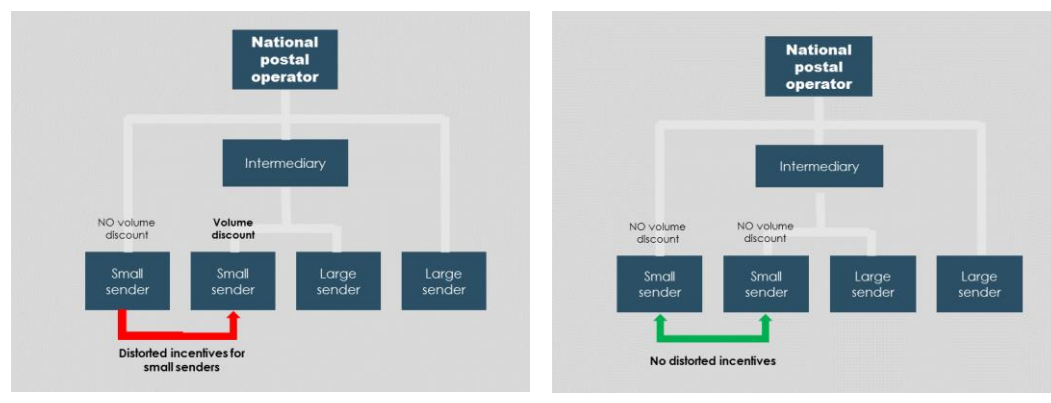 National
postal
operator
Intermediary
NO volume
discount
Volume
discount
Small
sender
Small
sender
Large
sender
Large
sender
Distorted incentives for
small senders
National
postal
operator
Intermediary
NO volume
discount
NO volume
discount
Small
sender
Small
sender
Large
sender
Large
sender
No distorted incentives